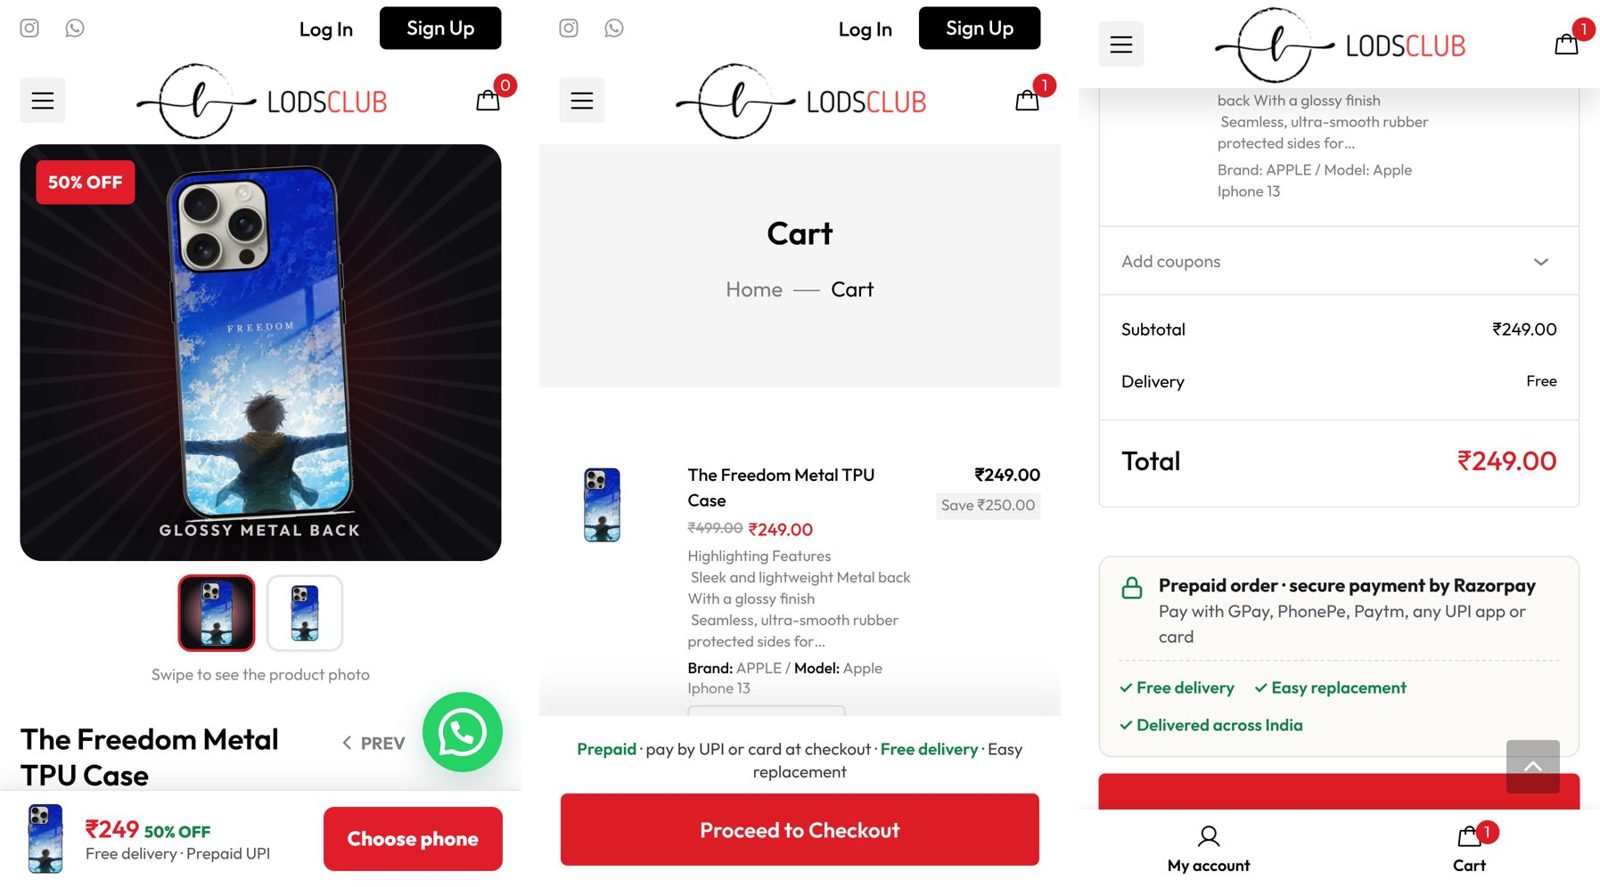 Log In
Sign Up
LODSCLUB
0
50% OFF
FREEDOM
GLOSSY METAL BACK
Swipe to see the product photo
The Freedom Metal
TPU Case
PREV
₹249 50% OFF
Free delivery · Prepaid UPI
Choose phone
Log In
Sign Up
LODSCLUB
1
Cart
Home — Cart
The Freedom Metal TPU
Case
₹249.00
Save ₹250.00
₹499.00 ₹249.00
Highlighting Features
Sleek and lightweight Metal back
With a glossy finish
Seamless, ultra-smooth rubber
protected sides for...
Brand: APPLE / Model: Apple
Iphone 13
Prepaid · pay by UPI or card at checkout · Free delivery · Easy
replacement
Proceed to Checkout
LODSCLUB
1
back With a glossy finish
Seamless, ultra-smooth rubber
protected sides for...
Brand: APPLE / Model: Apple
Iphone 13
Add coupons
Subtotal ₹249.00
Delivery Free
Total ₹249.00
Prepaid order · secure payment by Razorpay
Pay with GPay, PhonePe, Paytm, any UPI app or
card
Free delivery Easy replacement
Delivered across India
My account
1
Cart